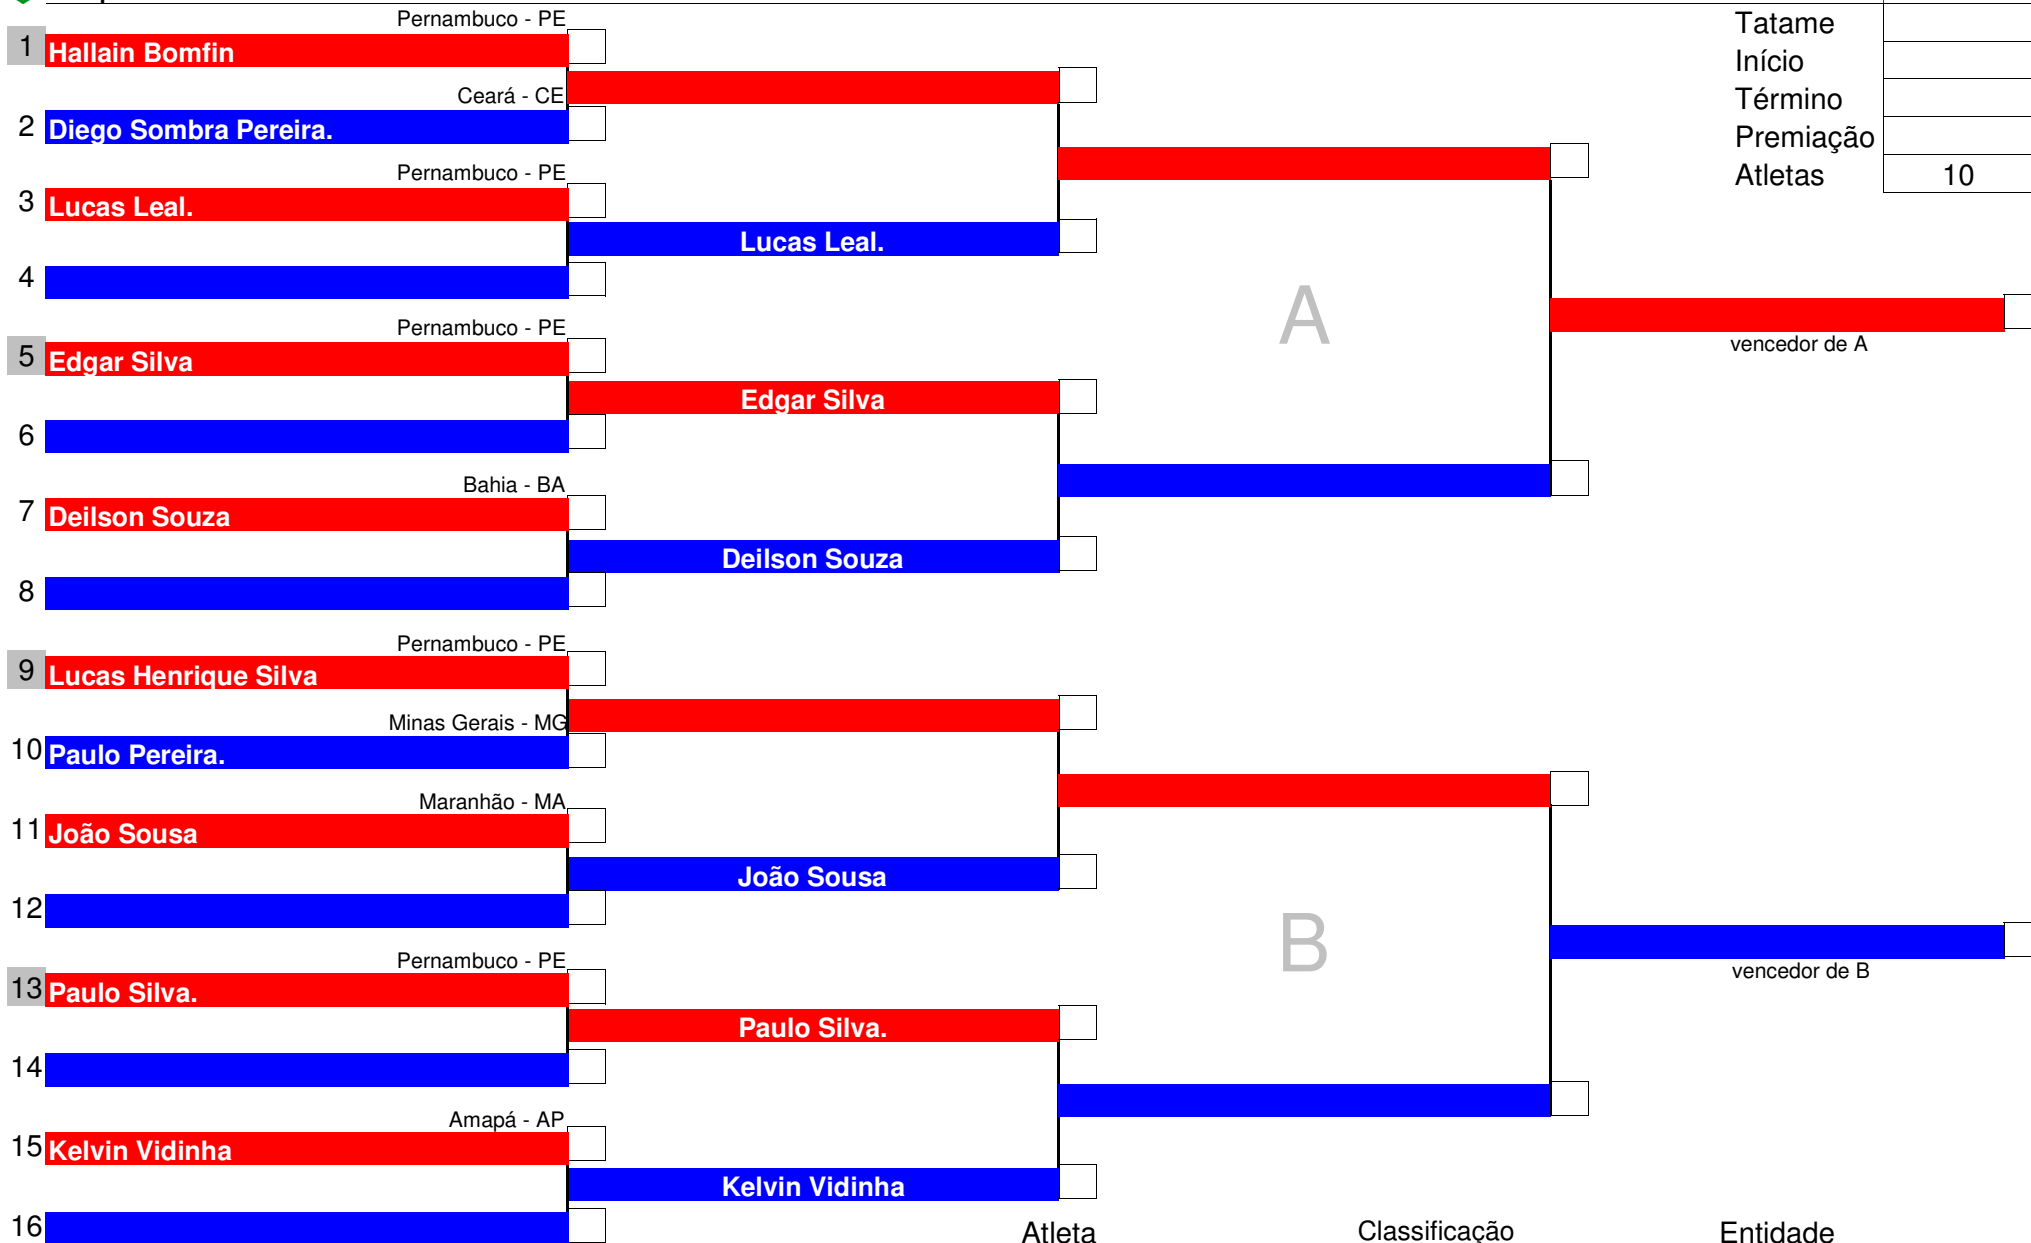 Pernambuco - PE
Tatame
1 Hallain Bomfin
Início
Ceará - CE
Término
2 Diego Sombra Pereira.
Premiação
Pernambuco - PE
Atletas 10
3 Lucas Leal.
Lucas Leal.
4
A
Pernambuco - PE
vencedor de A
5 Edgar Silva
Edgar Silva
6
Bahia - BA
7 Deilson Souza
Deilson Souza
8
Pernambuco - PE
9 Lucas Henrique Silva
Minas Gerais - MG
10 Paulo Pereira.
Maranhão - MA
11 João Sousa
João Sousa
12
B
Pernambuco - PE
vencedor de B
13 Paulo Silva.
Paulo Silva.
14
Amapá - AP
15 Kelvin Vidinha
Kelvin Vidinha
16
Atleta Classificação Entidade